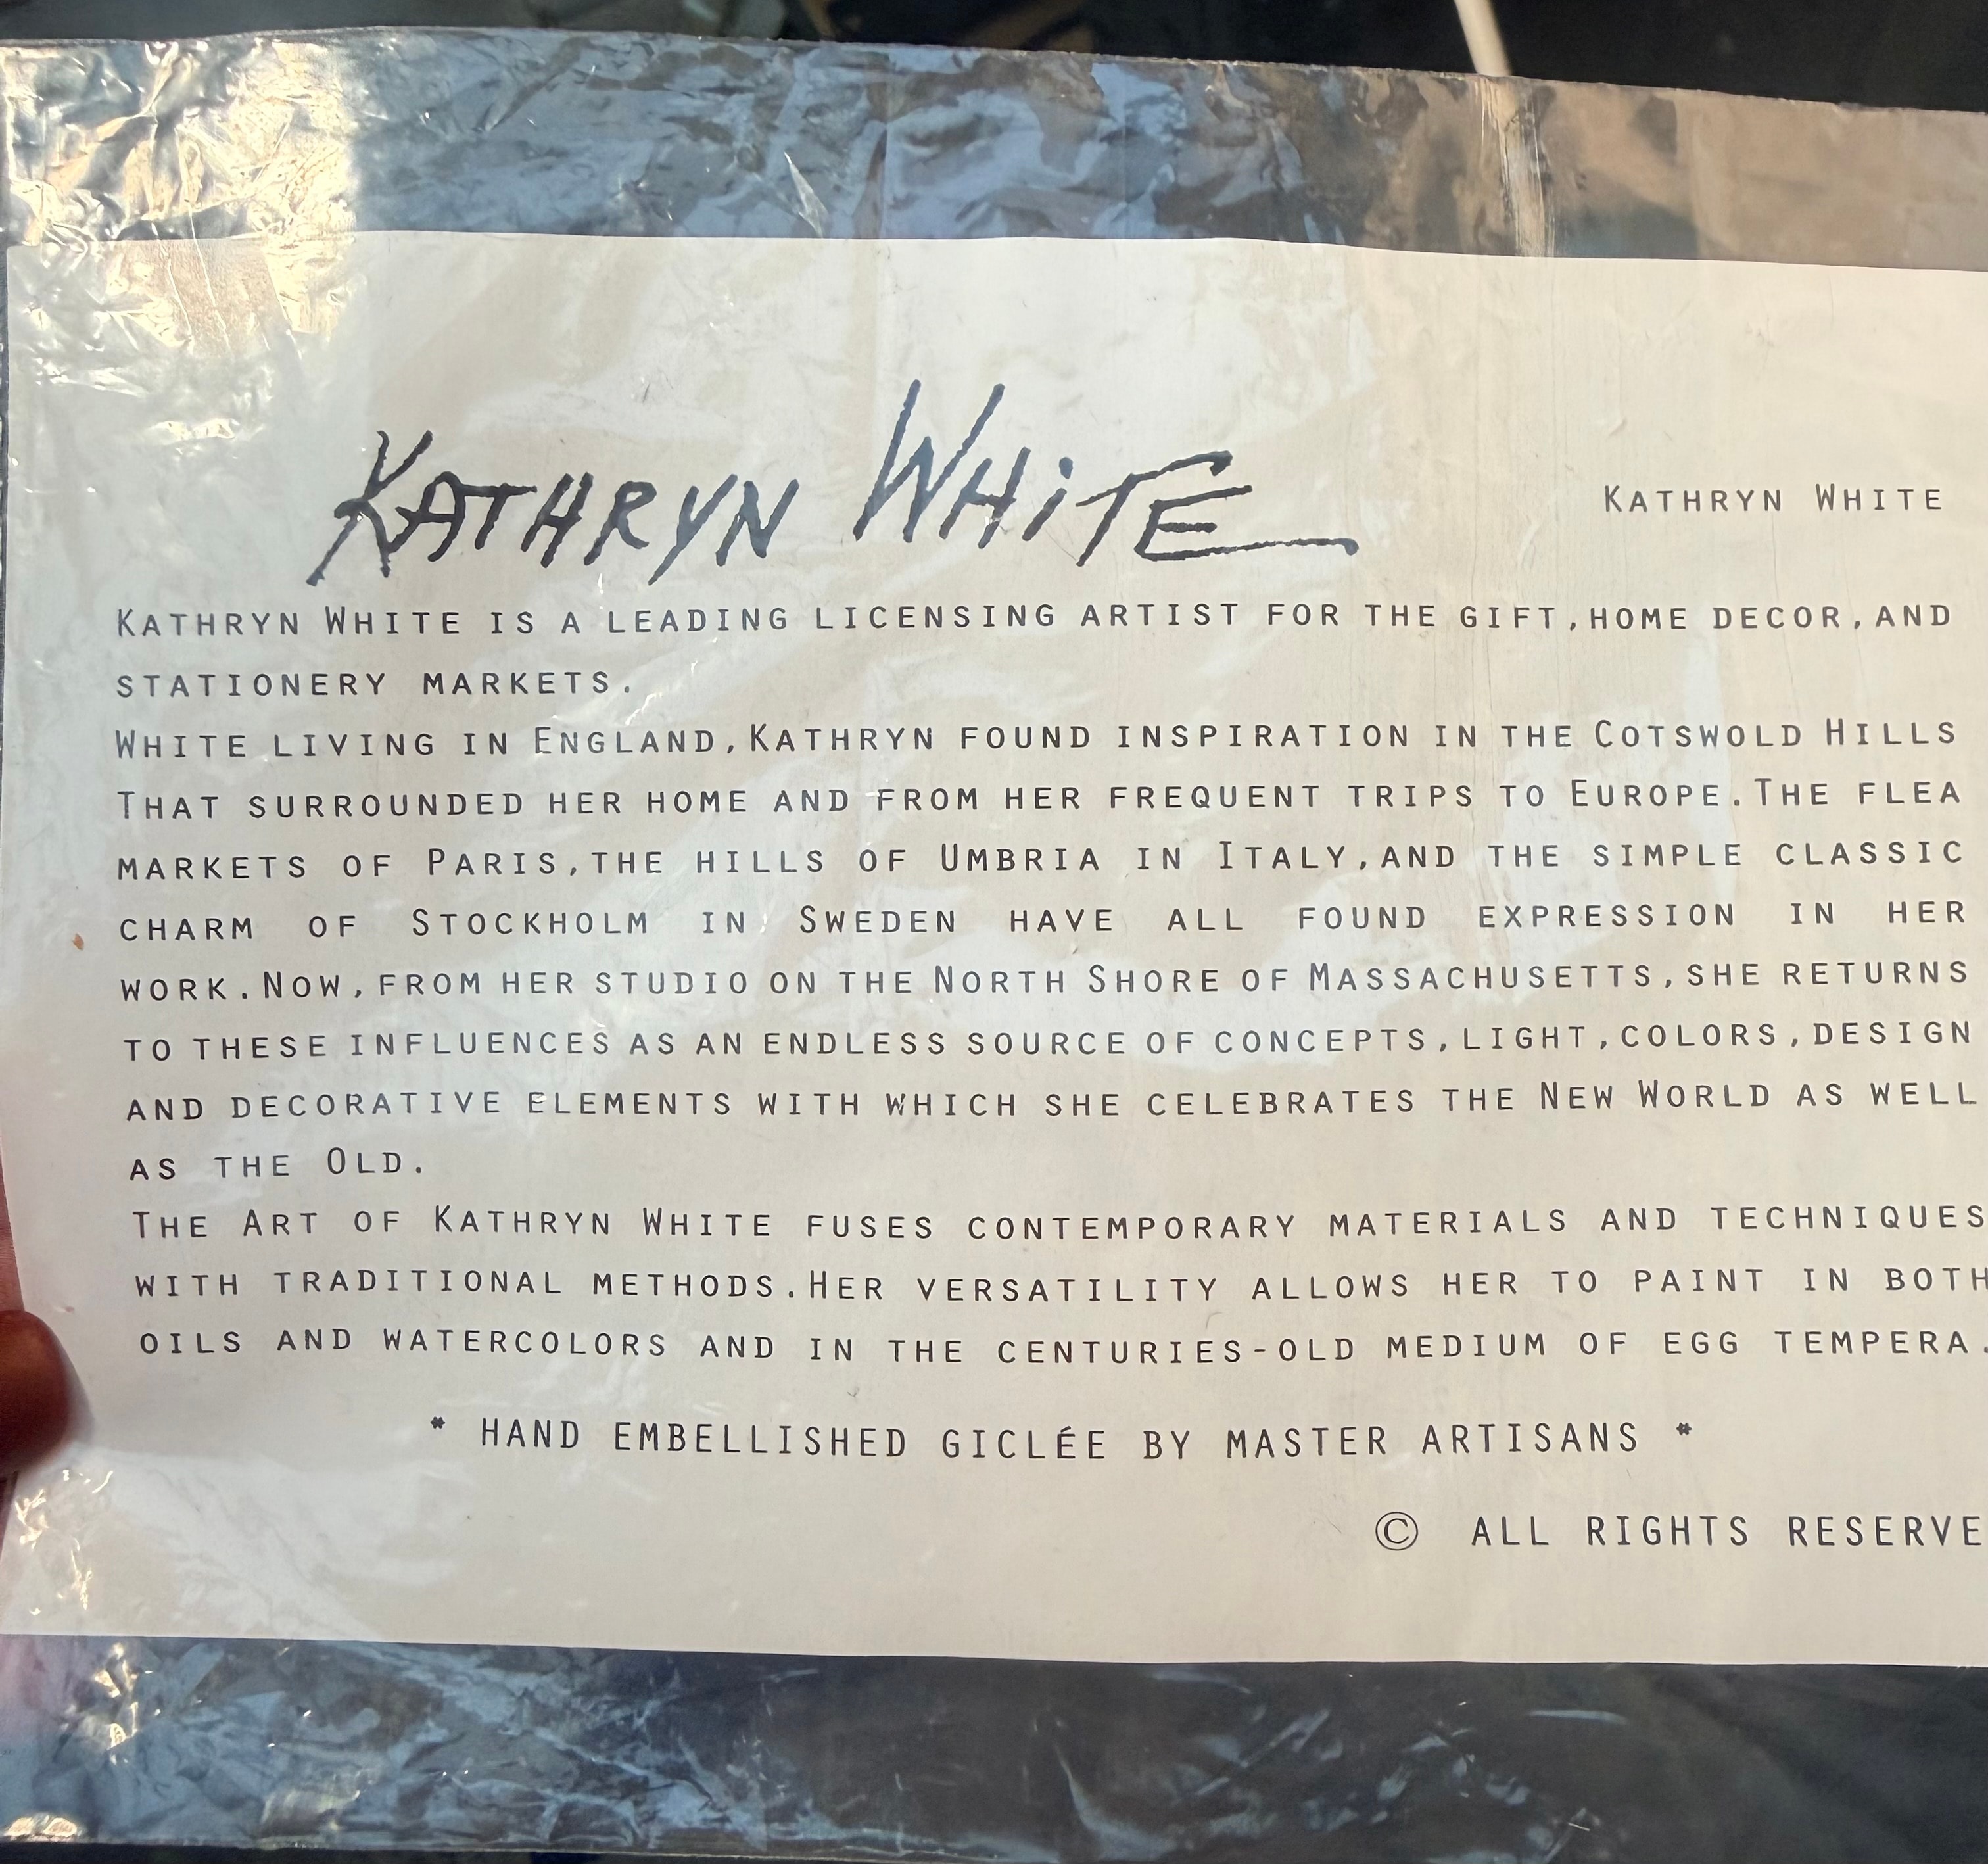 KATHRYN WHiTE
KATHRYN WHITE
KATHRYN WHITE IS A LEADING LICENSING ARTIST FOR THE GIFT,HOME DECOR,AND
STATIONERY MARKETS.
WHITE LIVING IN ENGLAND,KATHRYN FOUND INSPIRATION IN THE COTSWOLD HILLS
THAT SURROUNDED HER HOME AND FROM HER FREQUENT TRIPS TO EUROPE.THE FLEA
MARKETS OF PARIS,THE HILLS OF UMBRIA IN ITALY,AND THE SIMPLE CLASSIC
CHARM OF STOCKHOLM IN SWEDEN HAVE ALL FOUND EXPRESSION IN HER
WORK.NOW,FROM HER STUDIO ON THE NORTH SHORE OF MASSACHUSETTS,SHE RETURNS
TO THESE INFLUENCES AS AN ENDLESS SOURCE OF CONCEPTS,LIGHT,COLORS,DESIGN
AND DECORATIVE ELEMENTS WITH WHICH SHE CELEBRATES THE NEW WORLD AS WELL
AS THE OLD.
THE ART OF KATHRYN WHITE FUSES CONTEMPORARY MATERIALS AND TECHNIQUES
WITH TRADITIONAL METHODS.HER VERSATILITY ALLOWS HER TO PAINT IN BOTH
OILS AND WATERCOLORS AND IN THE CENTURIES-OLD MEDIUM OF EGG TEMPERA.
* HAND EMBELLISHED GICLÉE BY MASTER ARTISANS *
© ALL RIGHTS RESERVE